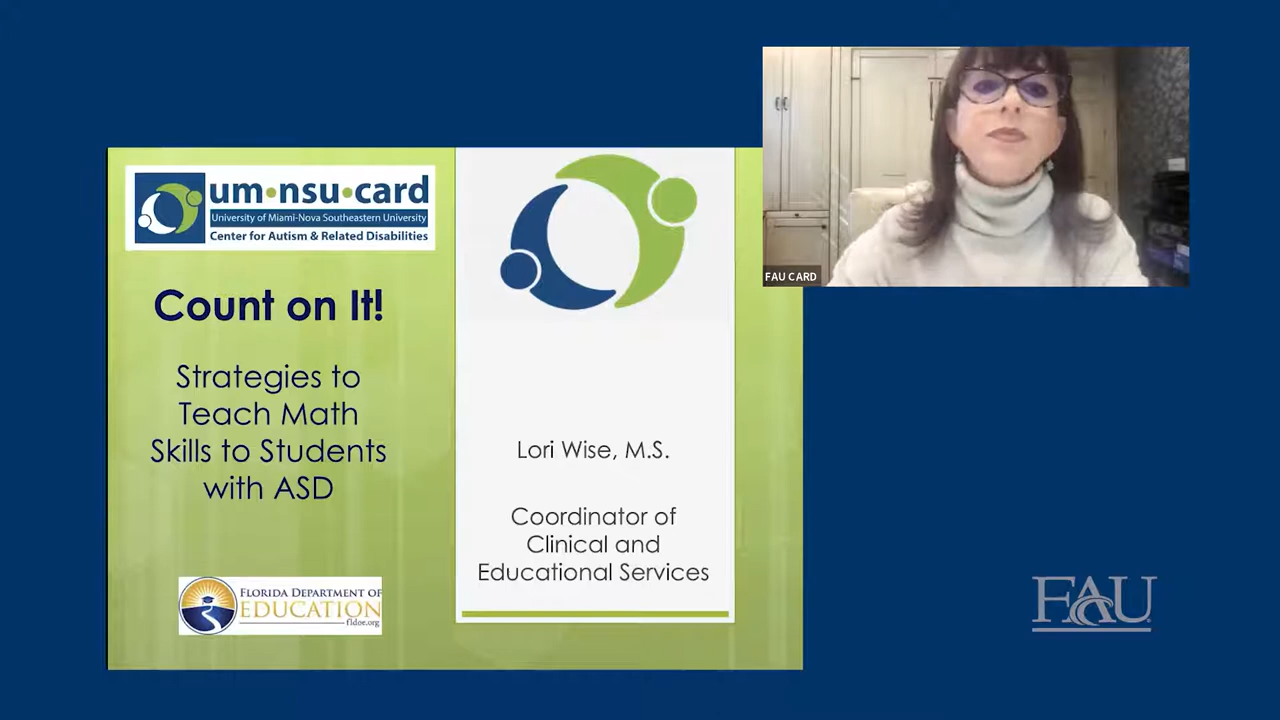 um•nsu•card
University of Miami-Nova Southeastern University
Center for Autism & Related Disabilities
Count on It!
Strategies to
Teach Math
Skills to Students
with ASD
FLORIDA DEPARTMENT OF
EDUCATION
fldoe.org
Lori Wise, M.S.
Coordinator of
Clinical and
Educational Services
FAU CARD
FAU